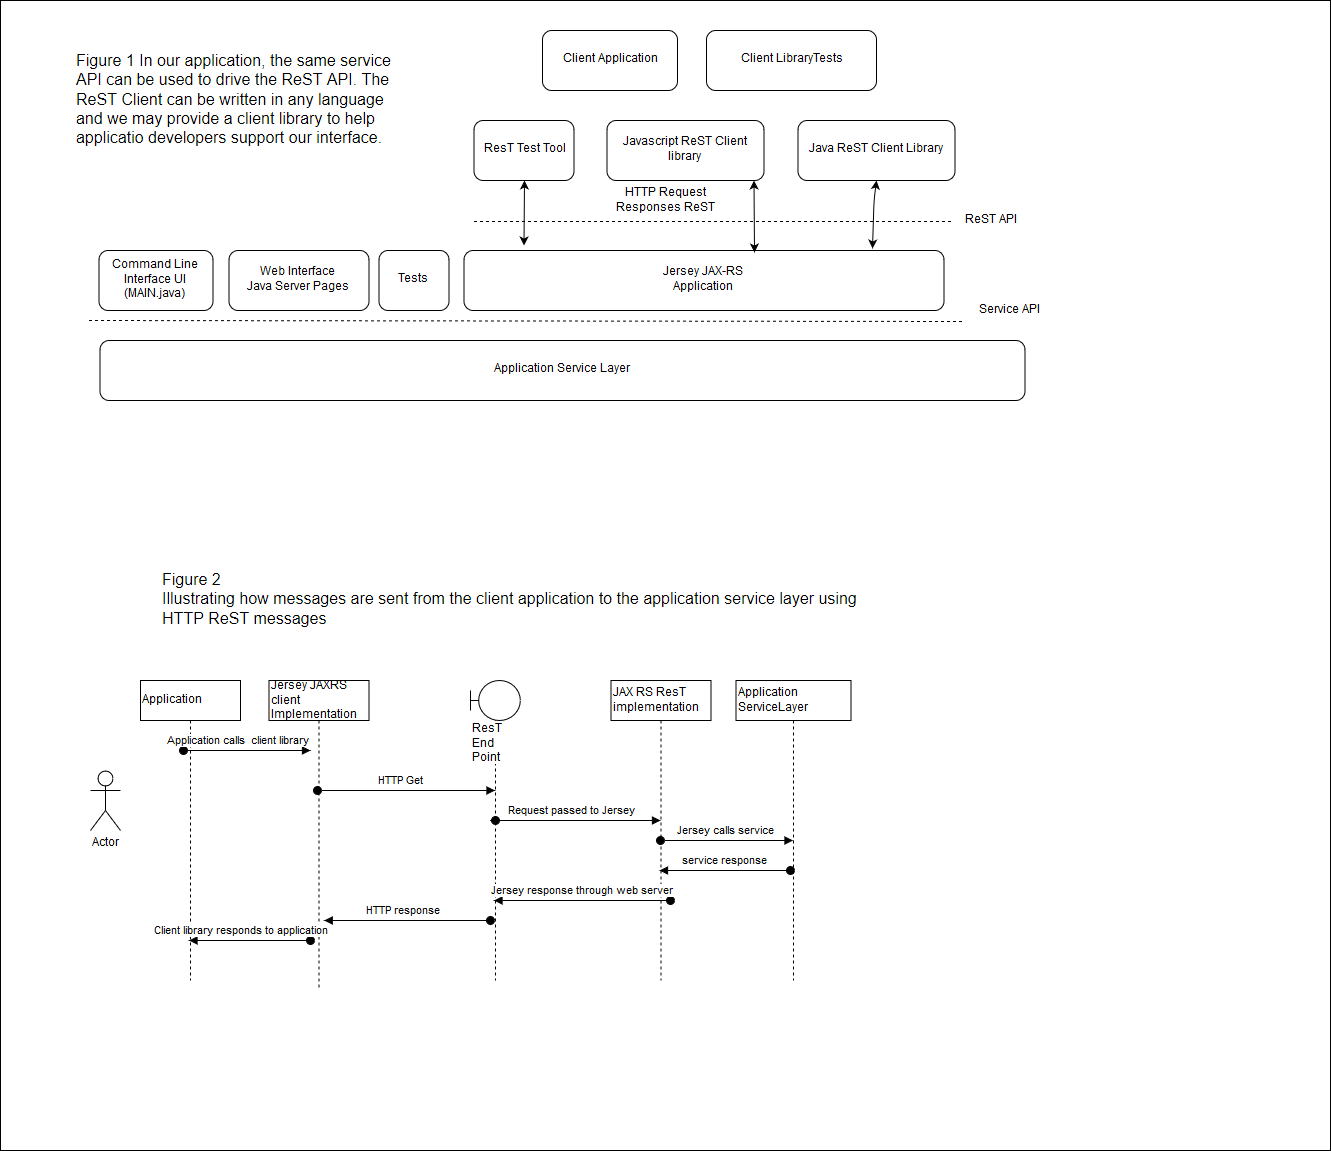 Figure 1 In our application, the same service
API can be used to drive the ReST API. The
ReST Client can be written in any language
and we may provide a client library to help
applicatio developers support our interface.
Client Application
Client LibraryTests
ResT Test Tool
Javascript ReST Client
library
Java ReST Client Library
HTTP Request
Responses ReST
ReST API
Command Line
Interface UI
(MAIN.java)
Web Interface
Java Server Pages
Tests
Jersey JAX-RS
Application
Service API
Application Service Layer
Figure 2
Illustrating how messages are sent from the client application to the application service layer using
HTTP ReST messages
Application
Jersey JAXRS
client
Implementation
ResT
End
Point
JAX RS ResT
implementation
Application
ServiceLayer
Application calls client library
HTTP Get
Request passed to Jersey
Jersey calls service
Actor
service response
Jersey response through web server
HTTP response
Client library responds to application